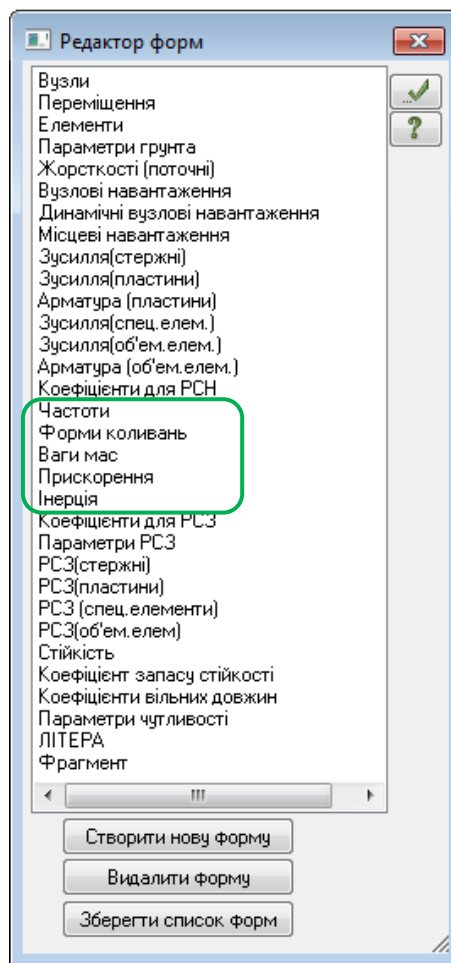 Редактор форм
Вузли
Переміщення
Елементи
Параметри грунта
Жорсткості (поточні)
Вузлові навантаження
Динамічні вузлові навантаження
Місцеві навантаження
Зусилля(стержні)
Зусилля(пластини)
Арматура (пластини)
Зусилля(спец.елем.)
Зусилля(об'ем.елем.)
Арматура (об'ем.елем.)
Коефіцієнти для РСН
Частоти
Форми коливань
Ваги мас
Прискорення
Інерція
Коефіцієнти для РСЗ
Параметри РСЗ
РСЗ(стержні)
РСЗ(пластини)
РСЗ (спец.елементи)
РСЗ(об'ем.елем)
Стійкість
Коефіцієнт запасу стійкості
Коефіцієнти вільних довжин
Параметри чутливості
ЛІТЕРА
Фрагмент
Створити нову форму
Видалити форму
Зберегти список форм